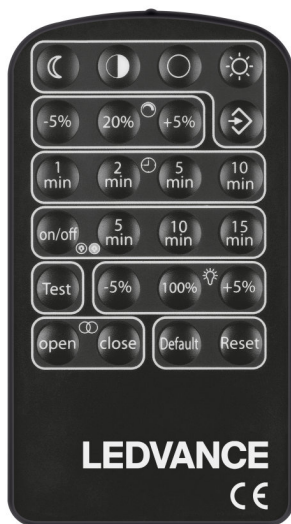 -5% 20% +5%
1 min 2 min 5 min 10 min
on/off 5 min 10 min 15 min
Test -5% 100% +5%
open close Default Reset
LEDVANCE
CE